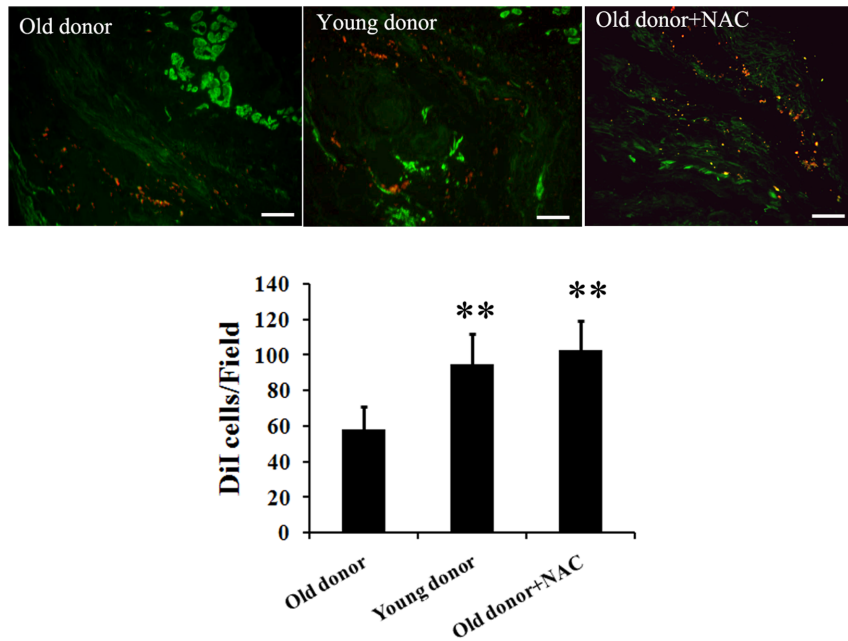 Old donor
Young donor
Old donor+NAC
140
120
100
80
60
40
20
0
DiI cells/Field
**
**
Old donor
Young donor
Old donor+NAC